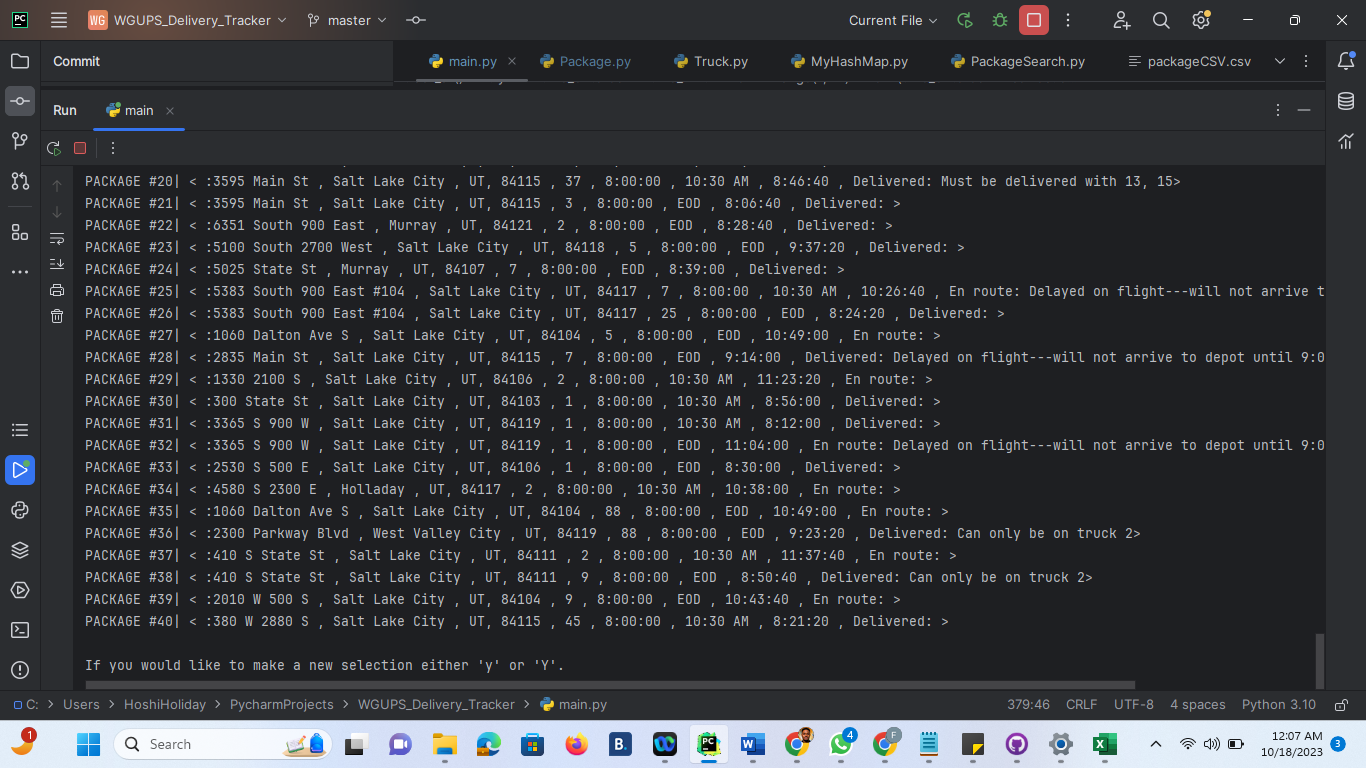 PC WG WGUPS_Delivery_Tracker master Current File
Commit main.py Package.py Truck.py MyHashMap.py PackageSearch.py packageCSV.csv
Run main
PACKAGE #20| < :3595 Main St , Salt Lake City , UT, 84115 , 37 , 8:00:00 , 10:30 AM , 8:46:40 , Delivered: Must be delivered with 13, 15>
PACKAGE #21| < :3595 Main St , Salt Lake City , UT, 84115 , 3 , 8:00:00 , EOD , 8:06:40 , Delivered: >
PACKAGE #22| < :6351 South 900 East , Murray , UT, 84121 , 2 , 8:00:00 , EOD , 8:28:40 , Delivered: >
PACKAGE #23| < :5100 South 2700 West , Salt Lake City , UT, 84118 , 5 , 8:00:00 , EOD , 9:37:20 , Delivered: >
PACKAGE #24| < :5025 State St , Murray , UT, 84107 , 7 , 8:00:00 , EOD , 8:39:00 , Delivered: >
PACKAGE #25| < :5383 South 900 East #104 , Salt Lake City , UT, 84117 , 7 , 8:00:00 , 10:30 AM , 10:26:40 , En route: Delayed on flight---will not arrive t
PACKAGE #26| < :5383 South 900 East #104 , Salt Lake City , UT, 84117 , 25 , 8:00:00 , EOD , 8:24:20 , Delivered: >
PACKAGE #27| < :1060 Dalton Ave S , Salt Lake City , UT, 84104 , 5 , 8:00:00 , EOD , 10:49:00 , En route: >
PACKAGE #28| < :2835 Main St , Salt Lake City , UT, 84115 , 7 , 8:00:00 , EOD , 9:14:00 , Delivered: Delayed on flight---will not arrive to depot until 9:0
PACKAGE #29| < :1330 2100 S , Salt Lake City , UT, 84106 , 2 , 8:00:00 , 10:30 AM , 11:23:20 , En route: >
PACKAGE #30| < :300 State St , Salt Lake City , UT, 84103 , 1 , 8:00:00 , 10:30 AM , 8:56:00 , Delivered: >
PACKAGE #31| < :3365 S 900 W , Salt Lake City , UT, 84119 , 1 , 8:00:00 , 10:30 AM , 8:12:00 , Delivered: >
PACKAGE #32| < :3365 S 900 W , Salt Lake City , UT, 84119 , 1 , 8:00:00 , EOD , 11:04:00 , En route: Delayed on flight---will not arrive to depot until 9:0
PACKAGE #33| < :2530 S 500 E , Salt Lake City , UT, 84106 , 1 , 8:00:00 , EOD , 8:30:00 , Delivered: >
PACKAGE #34| < :4580 S 2300 E , Holladay , UT, 84117 , 2 , 8:00:00 , 10:30 AM , 10:38:00 , En route: >
PACKAGE #35| < :1060 Dalton Ave S , Salt Lake City , UT, 84104 , 88 , 8:00:00 , EOD , 10:49:00 , En route: >
PACKAGE #36| < :2300 Parkway Blvd , West Valley City , UT, 84119 , 88 , 8:00:00 , EOD , 9:23:20 , Delivered: Can only be on truck 2>
PACKAGE #37| < :410 S State St , Salt Lake City , UT, 84111 , 2 , 8:00:00 , 10:30 AM , 11:37:40 , En route: >
PACKAGE #38| < :410 S State St , Salt Lake City , UT, 84111 , 9 , 8:00:00 , EOD , 8:50:40 , Delivered: Can only be on truck 2>
PACKAGE #39| < :2010 W 500 S , Salt Lake City , UT, 84104 , 9 , 8:00:00 , EOD , 10:43:40 , En route: >
PACKAGE #40| < :380 W 2880 S , Salt Lake City , UT, 84115 , 45 , 8:00:00 , 10:30 AM , 8:21:20 , Delivered: >
If you would like to make a new selection either 'y' or 'Y'.
C: > Users > HoshiHoliday > PycharmProjects > WGUPS_Delivery_Tracker > main.py 379:46 CRLF UTF-8 4 spaces Python 3.10
1 Search B. PC W 4 F X 12:07 AM 3
10/18/2023